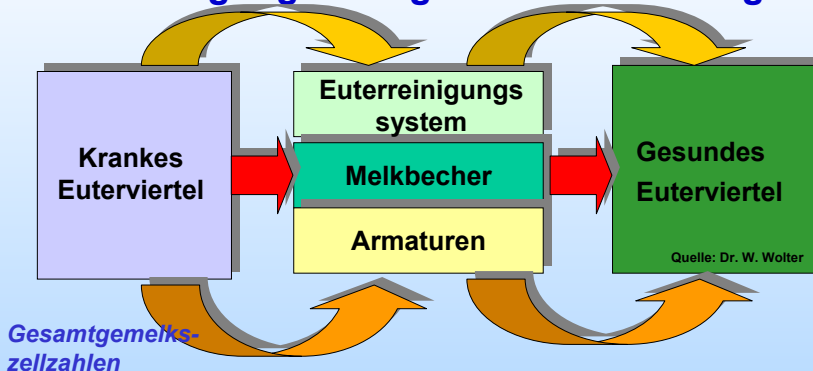 Krankes
Euterviertel
Euterreinigungs
system
Melkbecher
Armaturen
Gesundes
Euterviertel
Quelle: Dr. W. Wolter
Gesamtgemelks-
zellzahlen